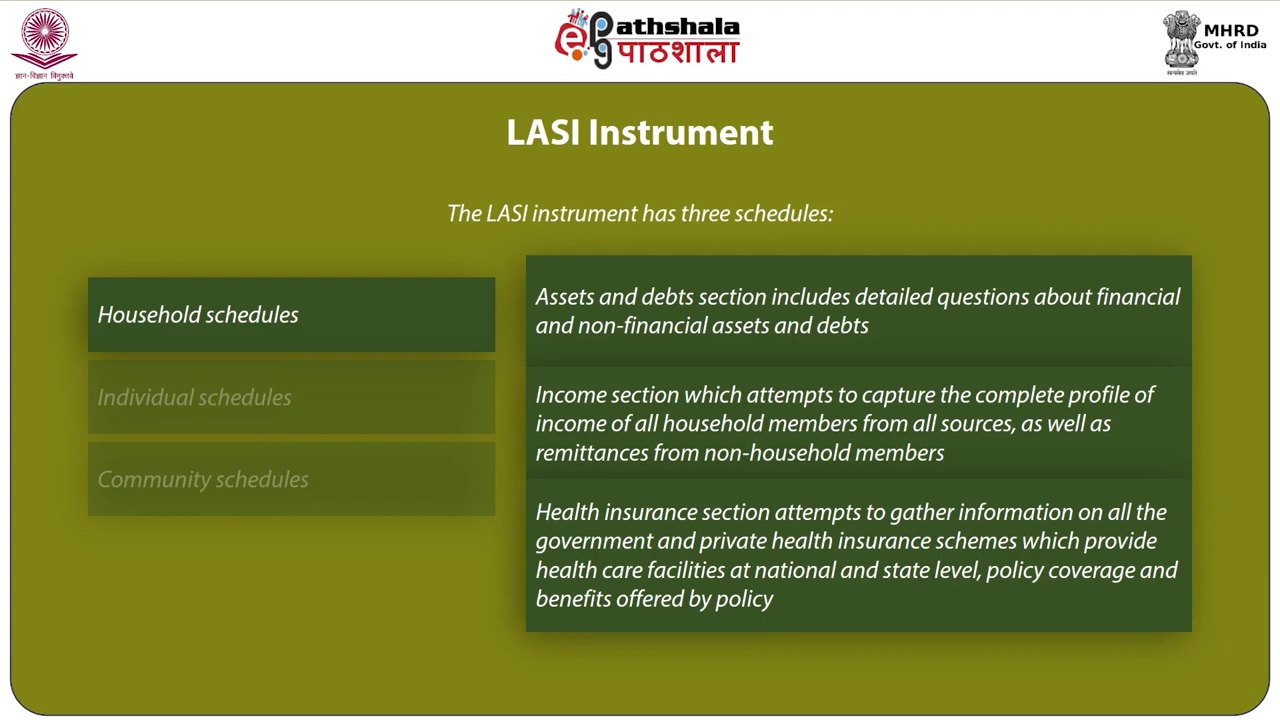 ज्ञान-विज्ञान विमुक्तये
ePG Pathshala
पाठशाला
MHRD
Govt. of India
सत्यमेव जयते
LASI Instrument
The LASI instrument has three schedules:
Household schedules
Individual schedules
Community schedules
Assets and debts section includes detailed questions about financial
and non-financial assets and debts
Income section which attempts to capture the complete profile of
income of all household members from all sources, as well as
remittances from non-household members
Health insurance section attempts to gather information on all the
government and private health insurance schemes which provide
health care facilities at national and state level, policy coverage and
benefits offered by policy